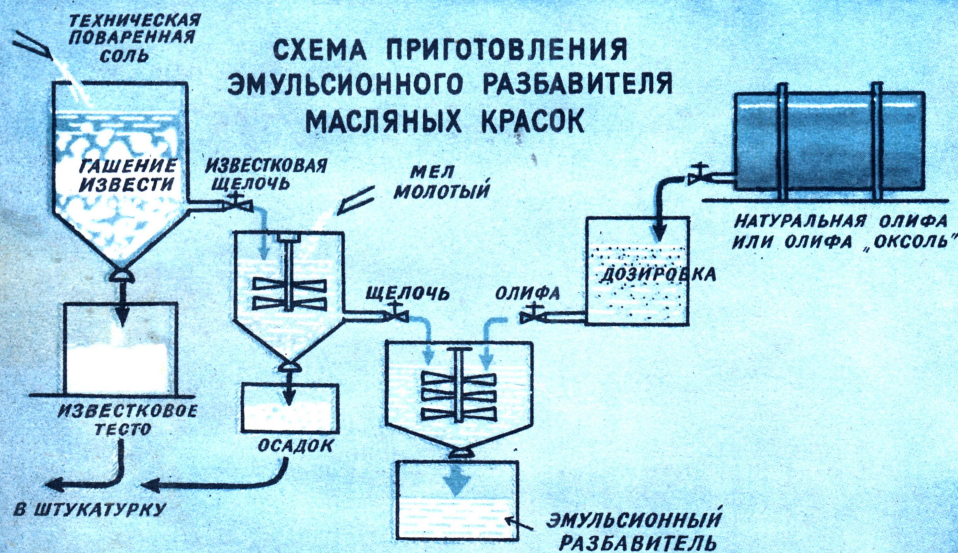 ТЕХНИЧЕСКАЯ
ПОВАРЕННАЯ
СОЛЬ
СХЕМА ПРИГОТОВЛЕНИЯ
ЭМУЛЬСИОННОГО РАЗБАВИТЕЛЯ
МАСЛЯНЫХ КРАСОК
ГАШЕНИЕ
ИЗВЕСТИ
ИЗВЕСТКОВАЯ
ЩЕЛОЧЬ
МЕЛ
МОЛОТЫЙ
НАТУРАЛЬНАЯ ОЛИФА
ИЛИ ОЛИФА „ОКСОЛЬ"
ДОЗИРОВКА
ЩЕЛОЧЬ
ОЛИФА
ИЗВЕСТКОВОЕ
ТЕСТО
ОСАДОК
В ШТУКАТУРКУ
ЭМУЛЬСИОННЫЙ
РАЗБАВИТЕЛЬ